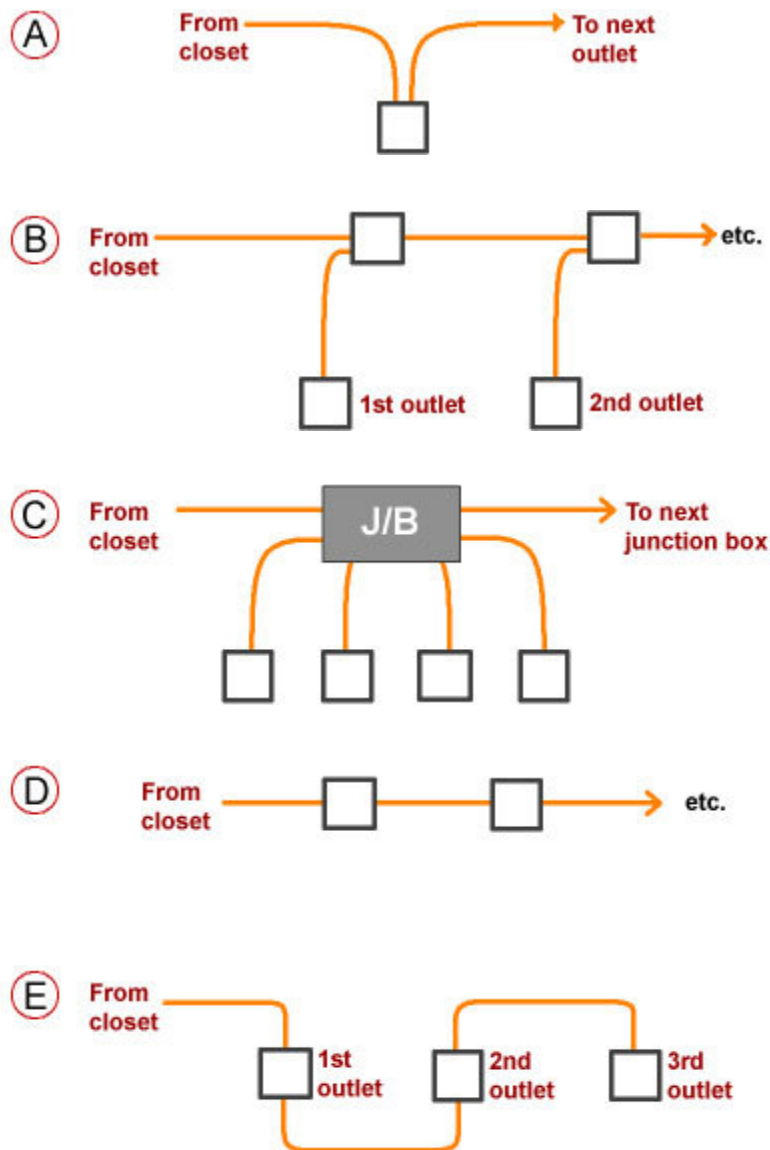 A
From
closet
To next
outlet
B
From
closet
etc.
1st outlet
2nd outlet
C
From
closet
J/B
To next
junction box
D
From
closet
etc.
E
From
closet
1st
outlet
2nd
outlet
3rd
outlet